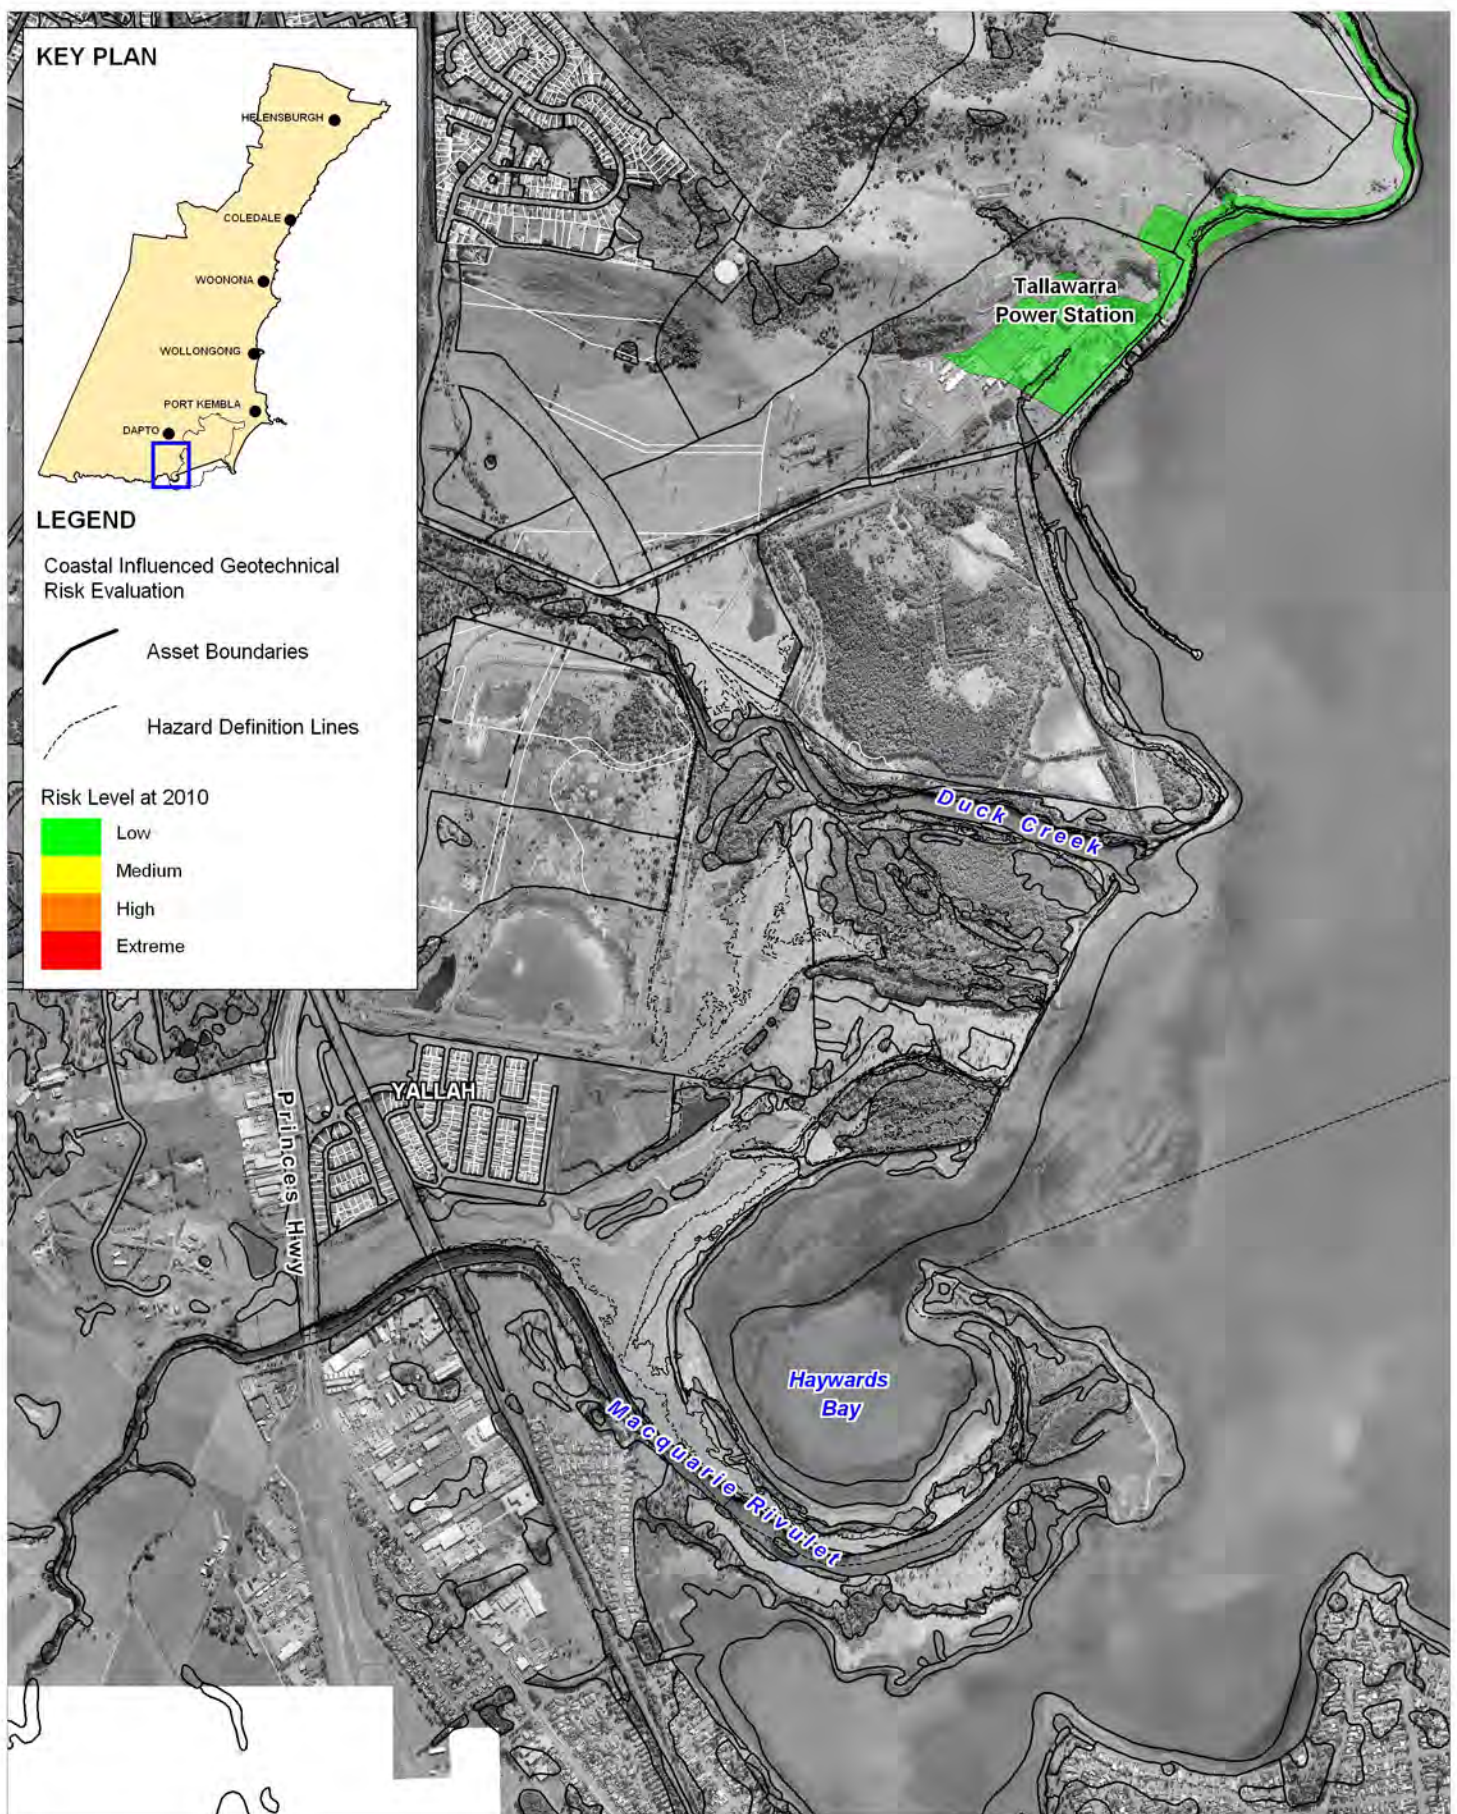 KEY PLAN
HELENSBURGH
COLEDALE
WOONONA
WOLLONGONG
PORT KEMBLA
DAPTO
LEGEND
Coastal Influenced Geotechnical
Risk Evaluation
Asset Boundaries
Hazard Definition Lines
Risk Level at 2010
Low
Medium
High
Extreme
Tallawarra
Power Station
Duck Creek
YALLAH
Princes Hwy
Haywards
Bay
Macquarie Rivulet